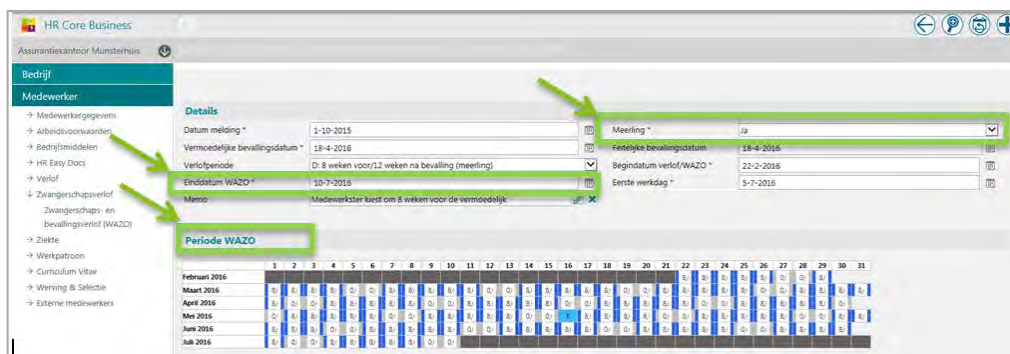 HR Core Business
Assurantiekantoor Munsterhuis
Bedrijf
Medewerker
→ Medewerkergegevens
→ Arbeidsvoorwaarden
→ Bedrijfsmiddelen
→ HR Easy Docs
→ Verlof
↓ Zwangerschapsverlof
Zwangerschaps- en
bevallingsverlof (WAZO)
→ Ziekte
→ Werkpatroon
→ Curriculum Vitae
→ Werving & Selectie
→ Externe medewerkers
Details
Datum melding * 1-10-2015 Meerling * Ja
Vermoedelijke bevallingsdatum * 18-4-2016 Feitelijke bevallingsdatum 18-4-2016
Verlofperiode D: 8 weken voor/12 weken na bevalling (meerling) Begindatum verlof/WAZO * 22-2-2016
Einddatum WAZO * 10-7-2016 Eerste werkdag * 5-7-2016
Memo Medewerkster kiest om 8 weken voor de vermoedelijk
Periode WAZO
1 2 3 4 5 6 7 8 9 10 11 12 13 14 15 16 17 18 19 20 21 22 23 24 25 26 27 28 29 30 31
Februari 2016
Maart 2016
April 2016
Mei 2016
Juni 2016
Juli 2016